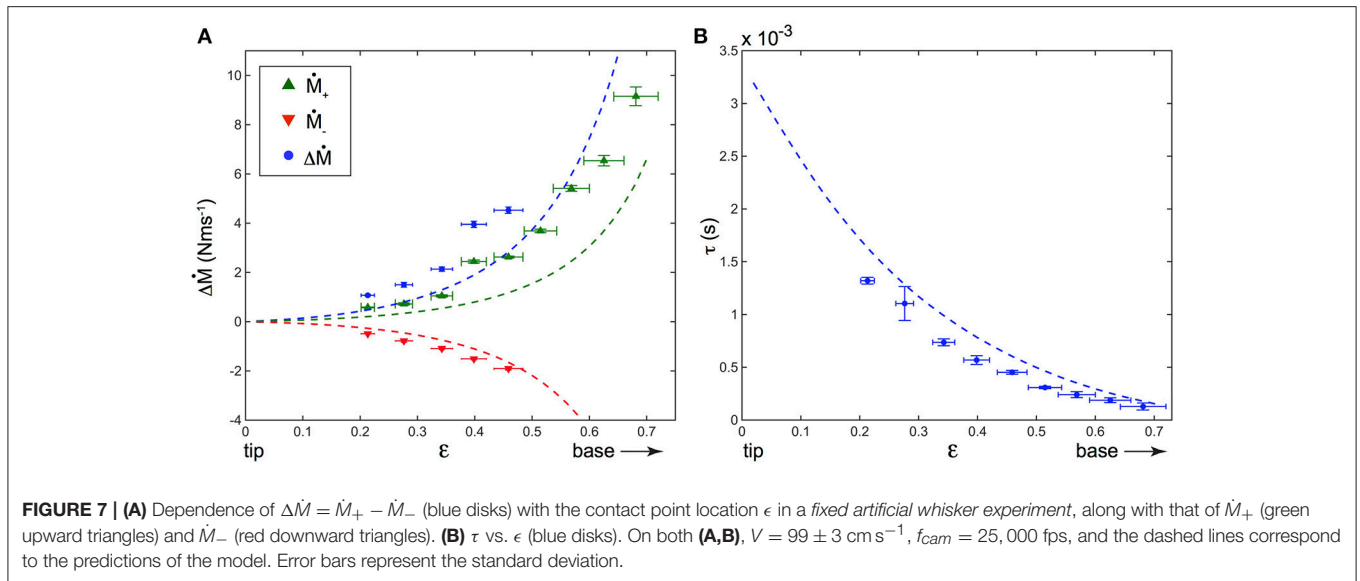 A
B
Ṁ+
Ṁ-
ΔṀ
10
8
6
4
2
0
-2
-4
ΔṀ (Nms-1)
0
0.1
0.2
0.3
0.4
0.5
0.6
0.7
tip
ε
base
x 10-3
3.5
3
2.5
2
1.5
1
0.5
0
τ (s)
0
0.1
0.2
0.3
0.4
0.5
0.6
0.7
tip
ε
base
FIGURE 7 | (A) Dependence of ΔṀ = Ṁ+ − Ṁ− (blue disks) with the contact point location ϵ in a fixed artificial whisker experiment, along with that of Ṁ+ (green
upward triangles) and Ṁ− (red downward triangles). (B) τ vs. ϵ (blue disks). On both (A,B), V = 99 ± 3 cm s−1, fcam = 25, 000 fps, and the dashed lines correspond
to the predictions of the model. Error bars represent the standard deviation.